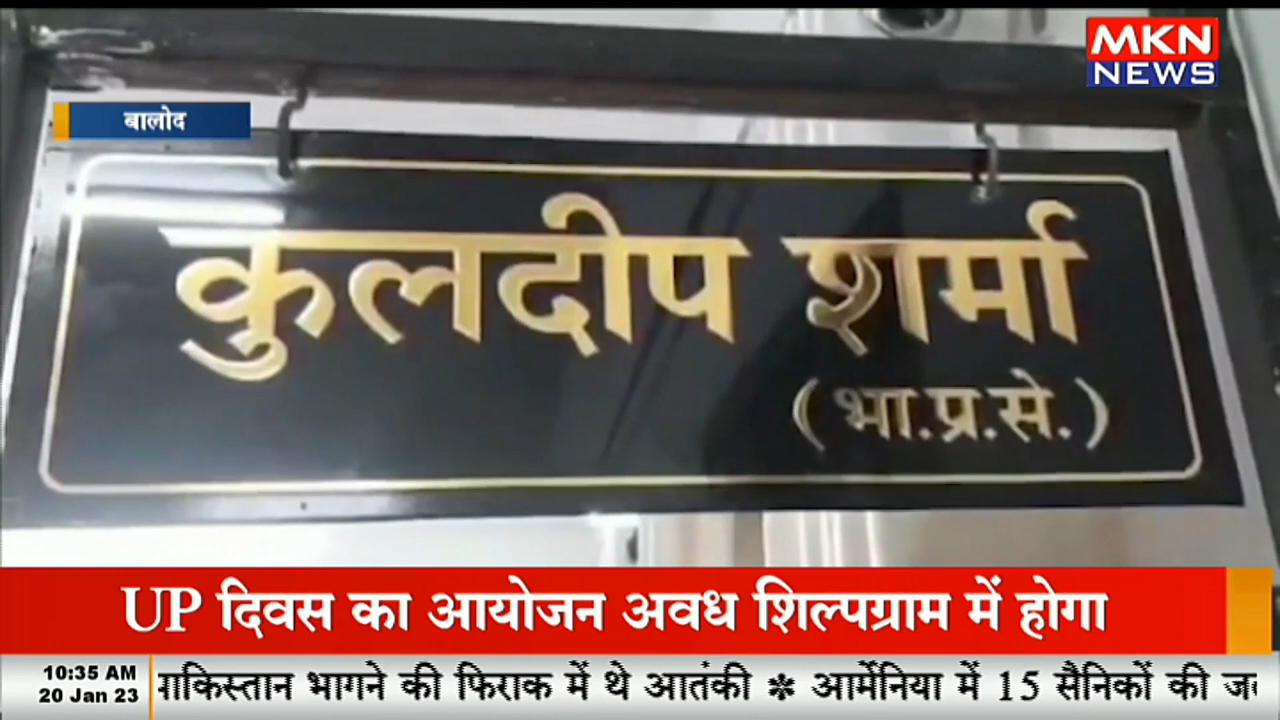 MKN
NEWS
बालोद
कुलदीप शर्मा
( भा.प्र.से. )
UP दिवस का आयोजन अवध शिल्पग्राम में होगा
10:35 AM
20 Jan 23
भागने की फिराक में थे आतंकी ✻ आर्मेनिया में 15 सैनिकों की